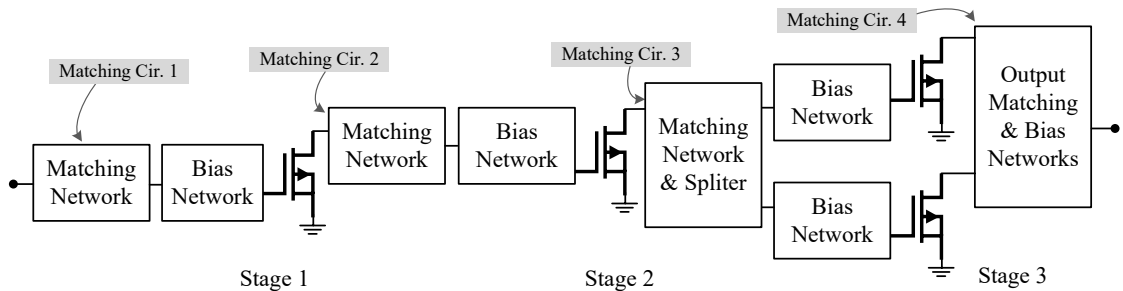 Matching Cir. 1
Matching
Network
Bias
Network
Stage 1
Matching Cir. 2
Matching
Network
Bias
Network
Stage 2
Matching Cir. 3
Matching
Network
& Spliter
Bias
Network
Bias
Network
Stage 3
Matching Cir. 4
Output
Matching
& Bias
Networks